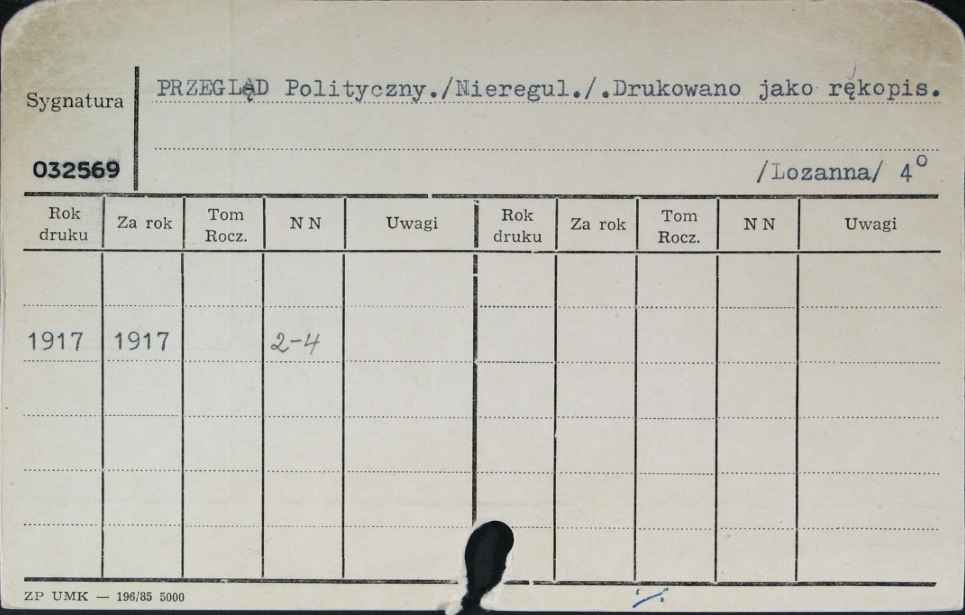 PRZEGLĄD Polityczny./Nieregul./.Drukowano jako rękopis.
Sygnatura
032569
/Lozanna/ 4°
Rok druku Za rok Tom Rocz. N N Uwagi Rok druku Za rok Tom Rocz. N N Uwagi
1917 1917 2-4
ZP UMK — 196/85 5000